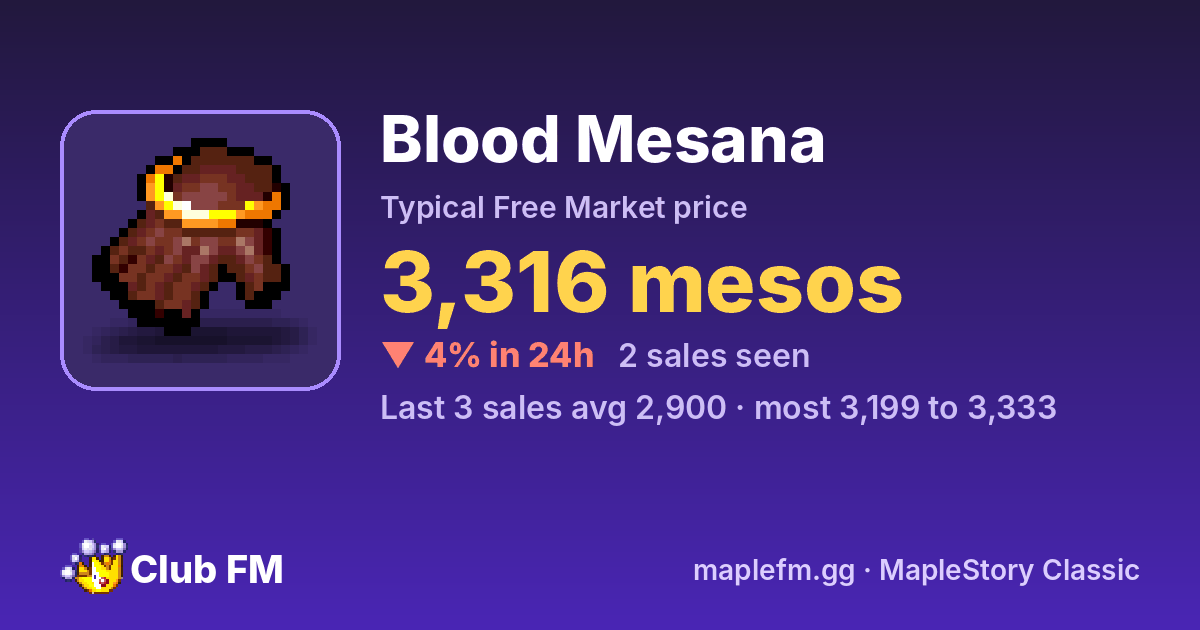 Blood Mesana
Typical Free Market price
3,316 mesos
▼ 4% in 24h 2 sales seen
Last 3 sales avg 2,900 · most 3,199 to 3,333
Club FM
maplefm.gg · MapleStory Classic